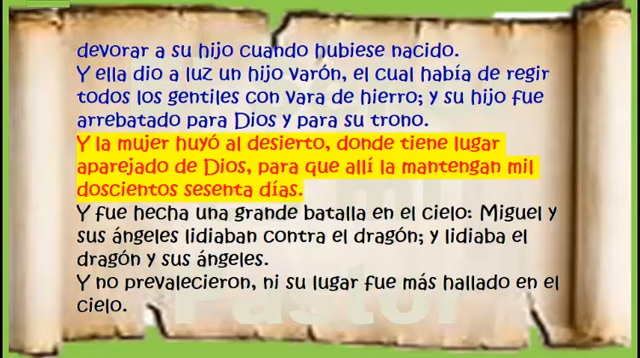 devorar a su hijo cuando hubiese nacido.
Y ella dio a luz un hijo varón, el cual había de regir
todos los gentiles con vara de hierro; y su hijo fue
arrebatado para Dios y para su trono.
Y la mujer huyó al desierto, donde tiene lugar
aparejado de Dios, para que allí la mantengan mil
doscientos sesenta días.
Y fue hecha una grande batalla en el cielo: Miguel y
sus ángeles lidiaban contra el dragón; y lidiaba el
dragón y sus ángeles.
Y no prevalecieron, ni su lugar fue más hallado en el
cielo.
Pastor